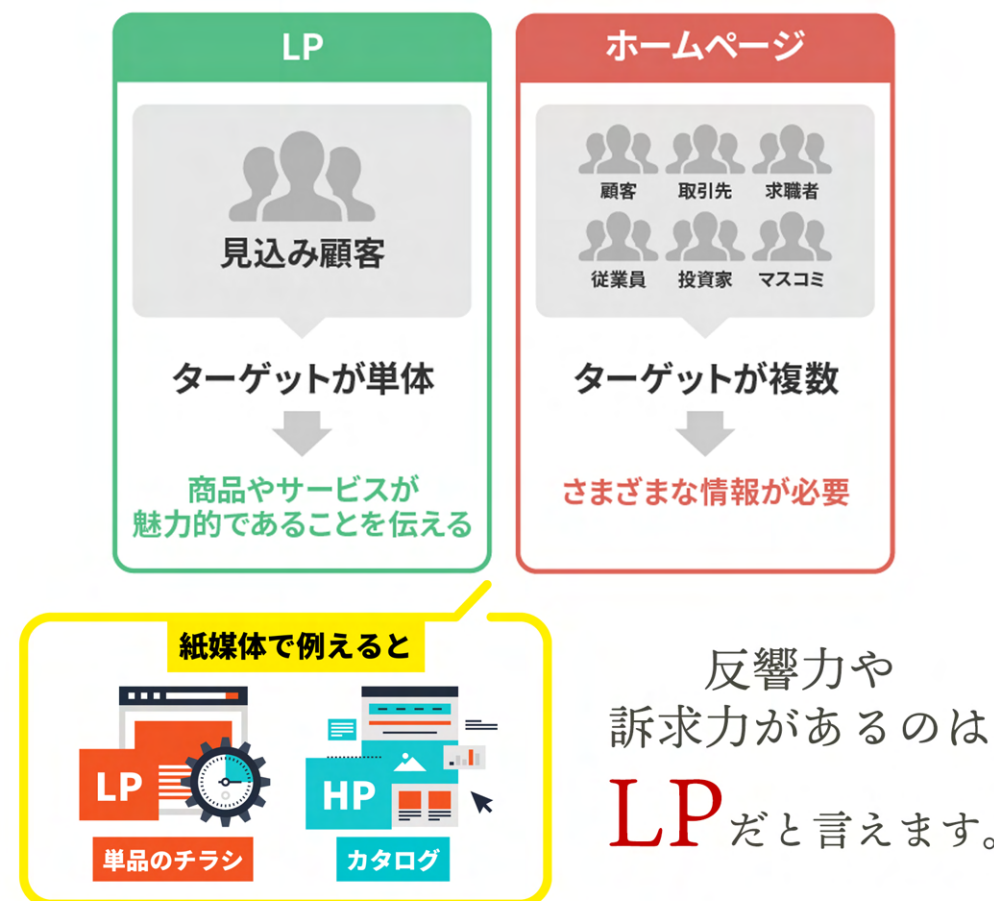 LP
見込み顧客
ターゲットが単体
商品やサービスが
魅力的であることを伝える
ホームページ
顧客 取引先 求職者
従業員 投資家 マスコミ
ターゲットが複数
さまざまな情報が必要
紙媒体で例えると
LP
単品のチラシ
HP
カタログ
反響力や
訴求力があるのは
LPだと言えます。